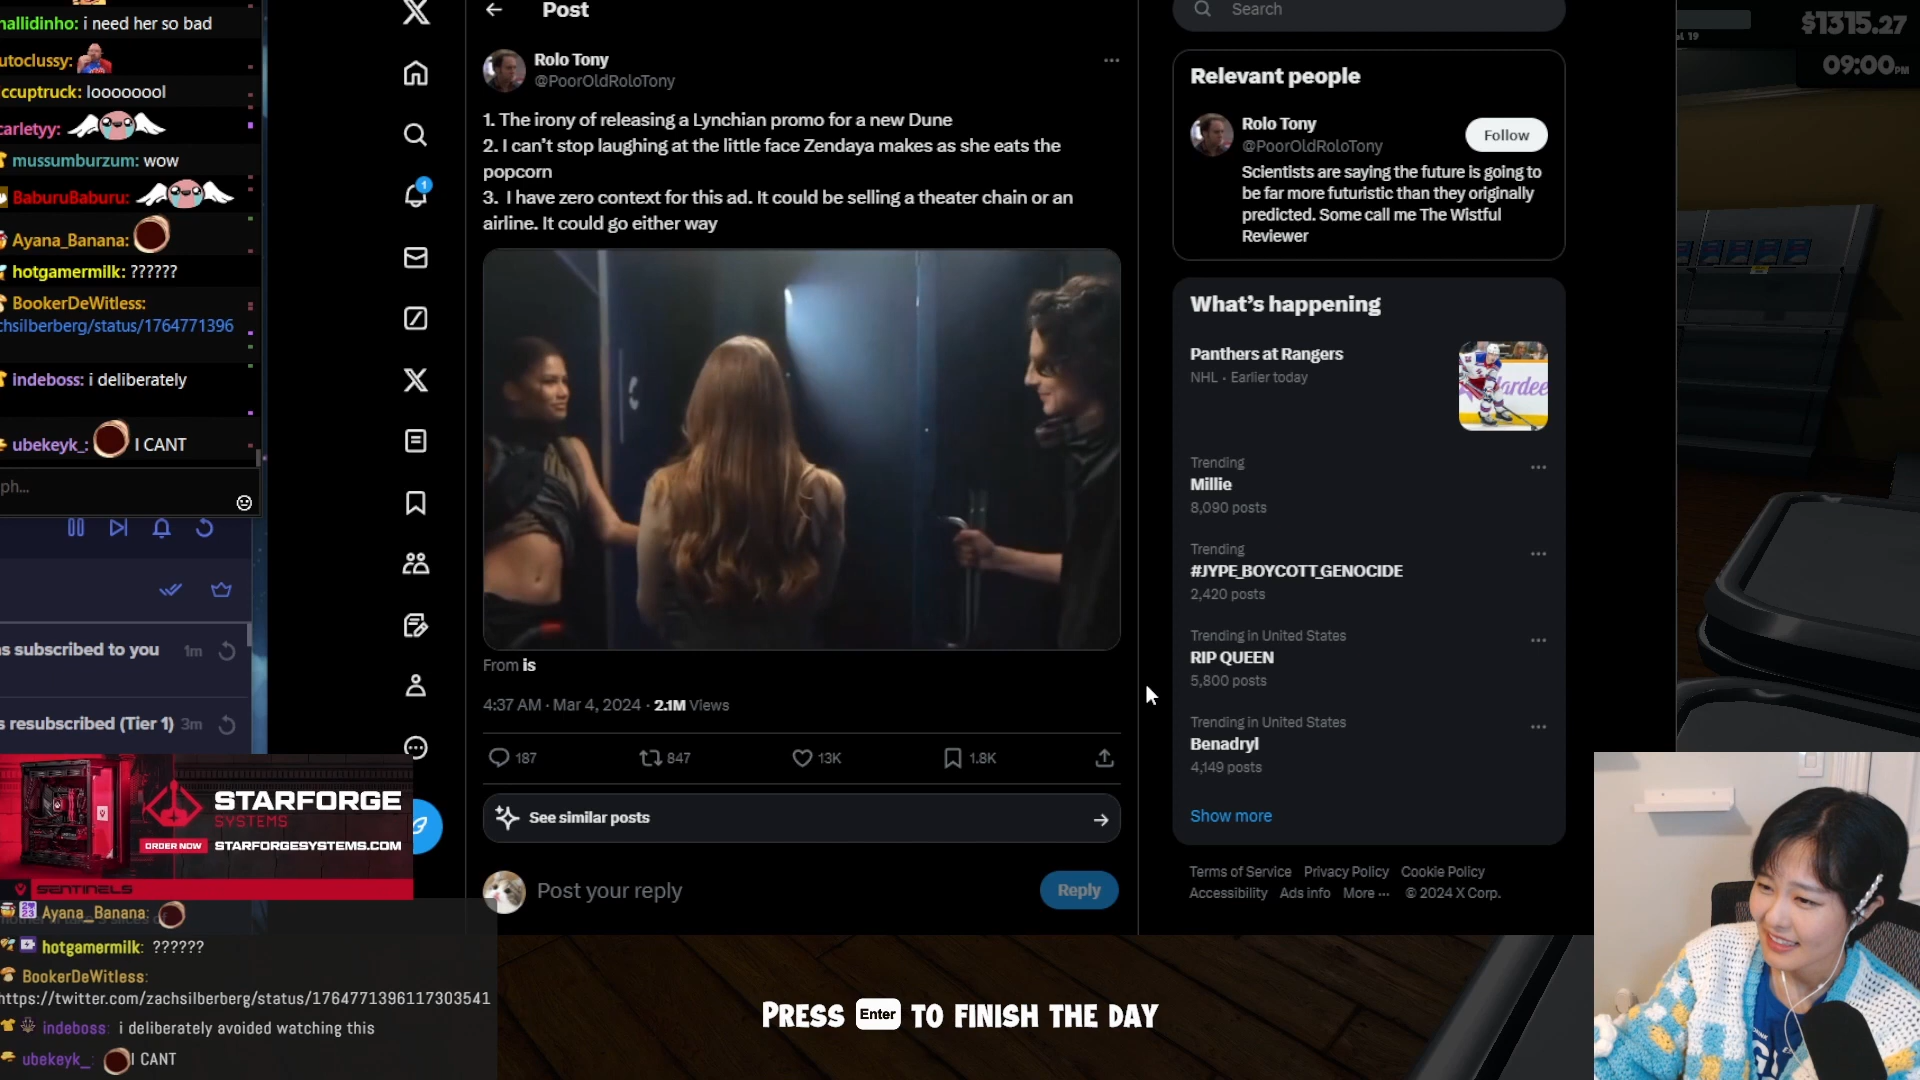 hallidinho: i need her so bad
utoclussy:
ccuptruck: loooooool
carletyy:
mussumburzum: wow
BaburuBaburu:
Ayana_Banana:
hotgamermilk: ??????
BookerDeWitless:
chsilberberg/status/1764771396
indeboss: i deliberately
ubekeyk_: I CANT
ph...
s subscribed to you 1m
s resubscribed (Tier 1) 3m
STARFORGE
SYSTEMS
ORDER NOW STARFORGESYSTEMS.COM
SENTINELS
Ayana_Banana:
hotgamermilk: ??????
BookerDeWitless:
https://twitter.com/zachsilberberg/status/1764771396117303541
indeboss: i deliberately avoided watching this
ubekeyk_: I CANT
Post
Rolo Tony
@PoorOldRoloTony
1. The irony of releasing a Lynchian promo for a new Dune
2. I can't stop laughing at the little face Zendaya makes as she eats the
popcorn
3. I have zero context for this ad. It could be selling a theater chain or an
airline. It could go either way
From is
4:37 AM · Mar 4, 2024 · 2.1M Views
187 847 13K 1.8K
See similar posts
Post your reply Reply
1
Search
Relevant people
Rolo Tony
@PoorOldRoloTony
Follow
Scientists are saying the future is going to
be far more futuristic than they originally
predicted. Some call me The Wistful
Reviewer
What's happening
Panthers at Rangers
NHL · Earlier today
Trending
Millie
8,090 posts
Trending
#JYPE_BOYCOTT_GENOCIDE
2,420 posts
Trending in United States
RIP QUEEN
5,800 posts
Trending in United States
Benadryl
4,149 posts
Show more
Terms of Service Privacy Policy Cookie Policy
Accessibility Ads info More ··· © 2024 X Corp.
$1315.27
19
09:00PM
PRESS Enter TO FINISH THE DAY